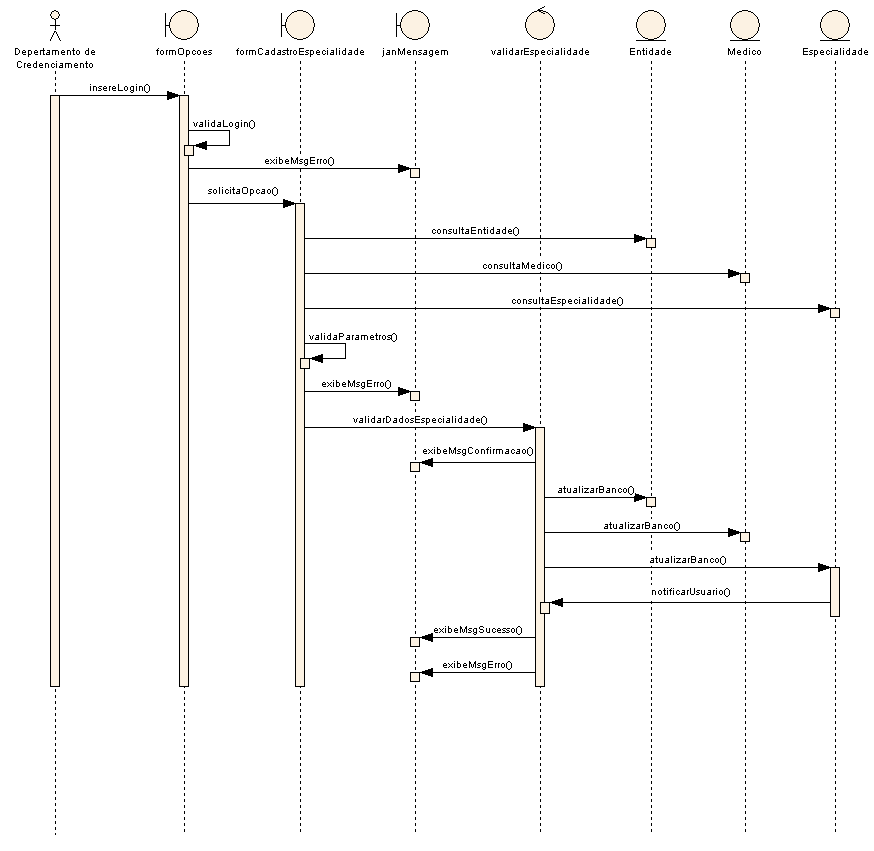 Depertamento de
Credenciamento
formOpcoes
formCadastroEspecialidade
janMensagem
validarEspecialidade
Entidade
Medico
Especialidade
insereLogin()
validaLogin()
exibeMsgErro()
solicitaOpcao()
consultaEntidade()
consultaMedico()
consultaEspecialidade()
validaParametros()
exibeMsgErro()
validarDadosEspecialidade()
exibeMsgConfirmacao()
atualizarBanco()
atualizarBanco()
atualizarBanco()
notificarUsuario()
exibeMsgSucesso()
exibeMsgErro()